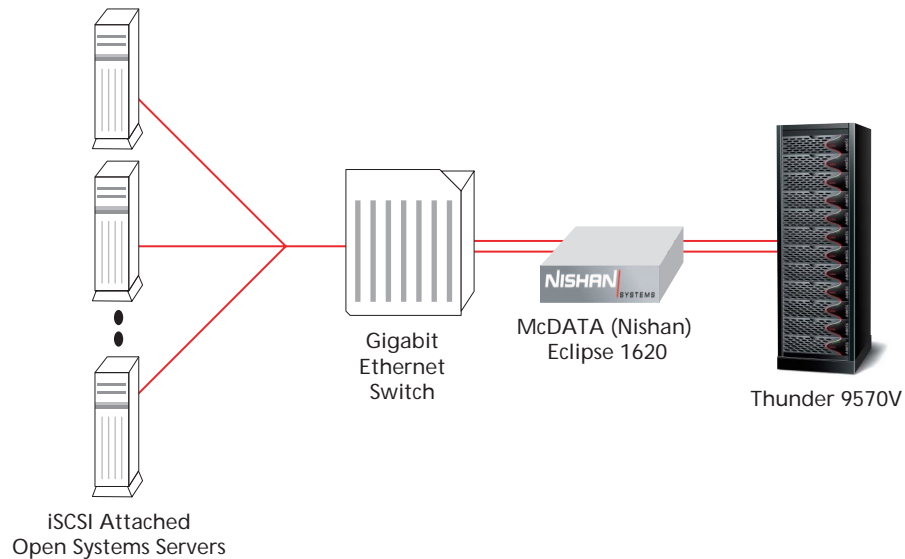 NISHAN
SYSTEMS
Gigabit
Ethernet
Switch
McDATA (Nishan)
Eclipse 1620
Thunder 9570V
iSCSI Attached
Open Systems Servers